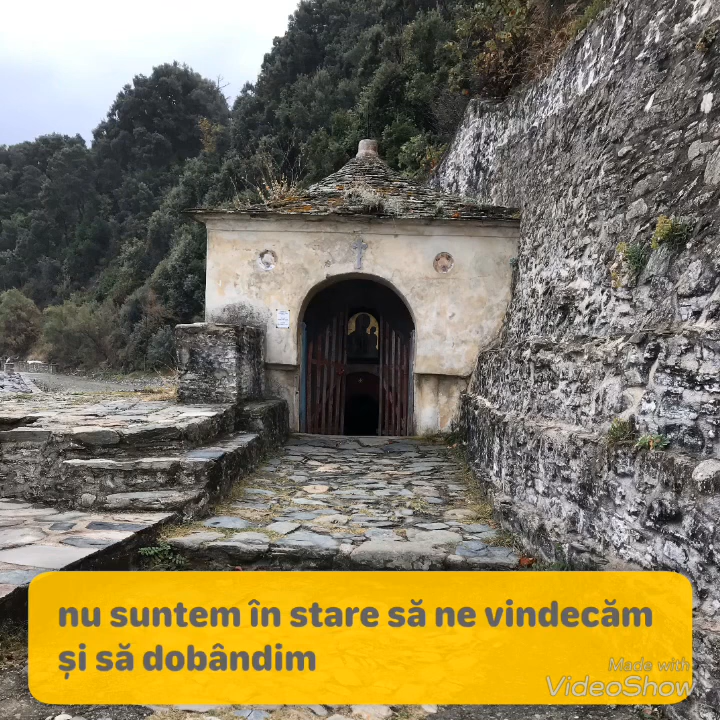 nu suntem în stare să ne vindecăm
și să dobândim
Made with
VideoShow